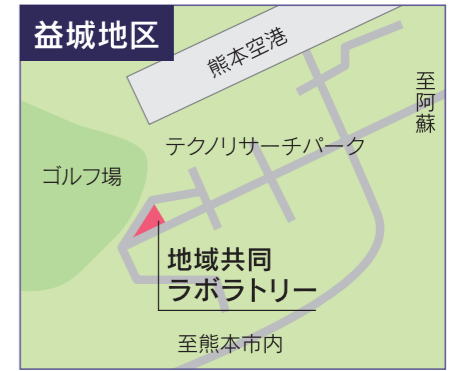 益城地区
熊本空港
至阿蘇
テクノリサーチパーク
ゴルフ場
地域共同
ラボラトリー
至熊本市内